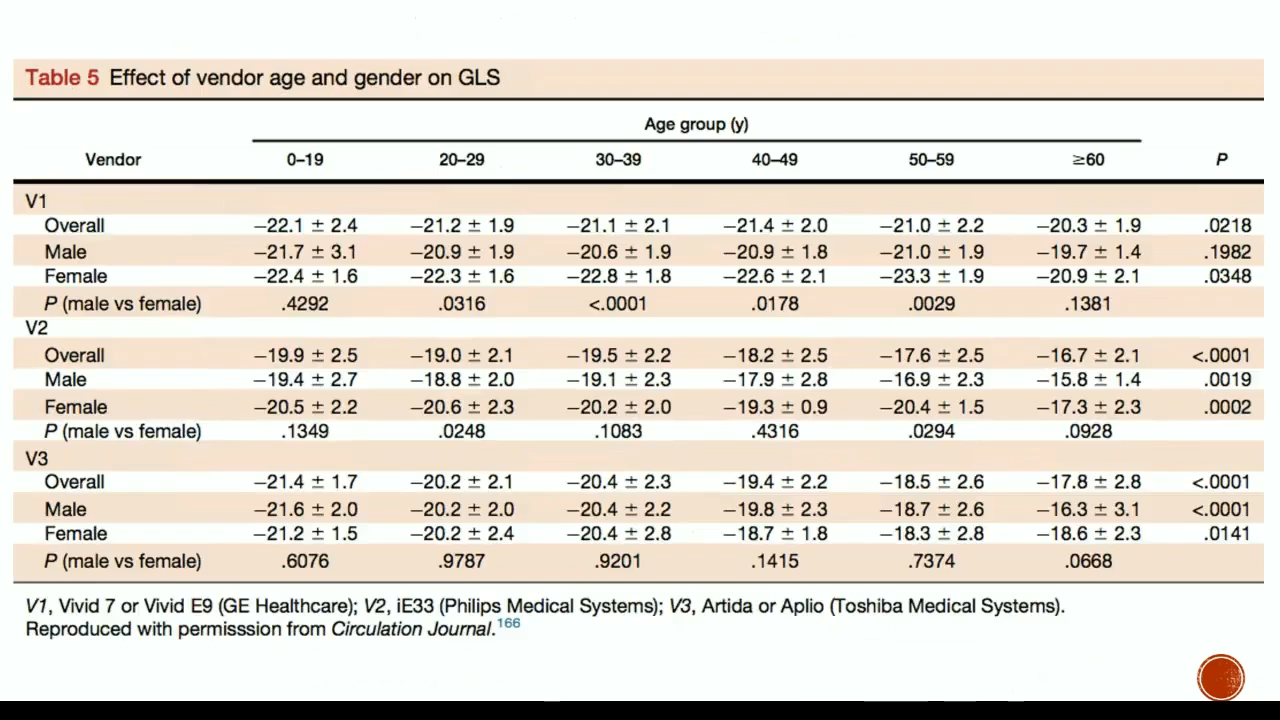 Table 5 Effect of vendor age and gender on GLS
Age group (y)
Vendor 0–19 20–29 30–39 40–49 50–59 ≥60 P
V1
Overall −22.1 ± 2.4 −21.2 ± 1.9 −21.1 ± 2.1 −21.4 ± 2.0 −21.0 ± 2.2 −20.3 ± 1.9 .0218
Male −21.7 ± 3.1 −20.9 ± 1.9 −20.6 ± 1.9 −20.9 ± 1.8 −21.0 ± 1.9 −19.7 ± 1.4 .1982
Female −22.4 ± 1.6 −22.3 ± 1.6 −22.8 ± 1.8 −22.6 ± 2.1 −23.3 ± 1.9 −20.9 ± 2.1 .0348
P (male vs female) .4292 .0316 <.0001 .0178 .0029 .1381
V2
Overall −19.9 ± 2.5 −19.0 ± 2.1 −19.5 ± 2.2 −18.2 ± 2.5 −17.6 ± 2.5 −16.7 ± 2.1 <.0001
Male −19.4 ± 2.7 −18.8 ± 2.0 −19.1 ± 2.3 −17.9 ± 2.8 −16.9 ± 2.3 −15.8 ± 1.4 .0019
Female −20.5 ± 2.2 −20.6 ± 2.3 −20.2 ± 2.0 −19.3 ± 0.9 −20.4 ± 1.5 −17.3 ± 2.3 .0002
P (male vs female) .1349 .0248 .1083 .4316 .0294 .0928
V3
Overall −21.4 ± 1.7 −20.2 ± 2.1 −20.4 ± 2.3 −19.4 ± 2.2 −18.5 ± 2.6 −17.8 ± 2.8 <.0001
Male −21.6 ± 2.0 −20.2 ± 2.0 −20.4 ± 2.2 −19.8 ± 2.3 −18.7 ± 2.6 −16.3 ± 3.1 <.0001
Female −21.2 ± 1.5 −20.2 ± 2.4 −20.4 ± 2.8 −18.7 ± 1.8 −18.3 ± 2.8 −18.6 ± 2.3 .0141
P (male vs female) .6076 .9787 .9201 .1415 .7374 .0668
V1, Vivid 7 or Vivid E9 (GE Healthcare); V2, iE33 (Philips Medical Systems); V3, Artida or Aplio (Toshiba Medical Systems).
Reproduced with permisssion from Circulation Journal.166